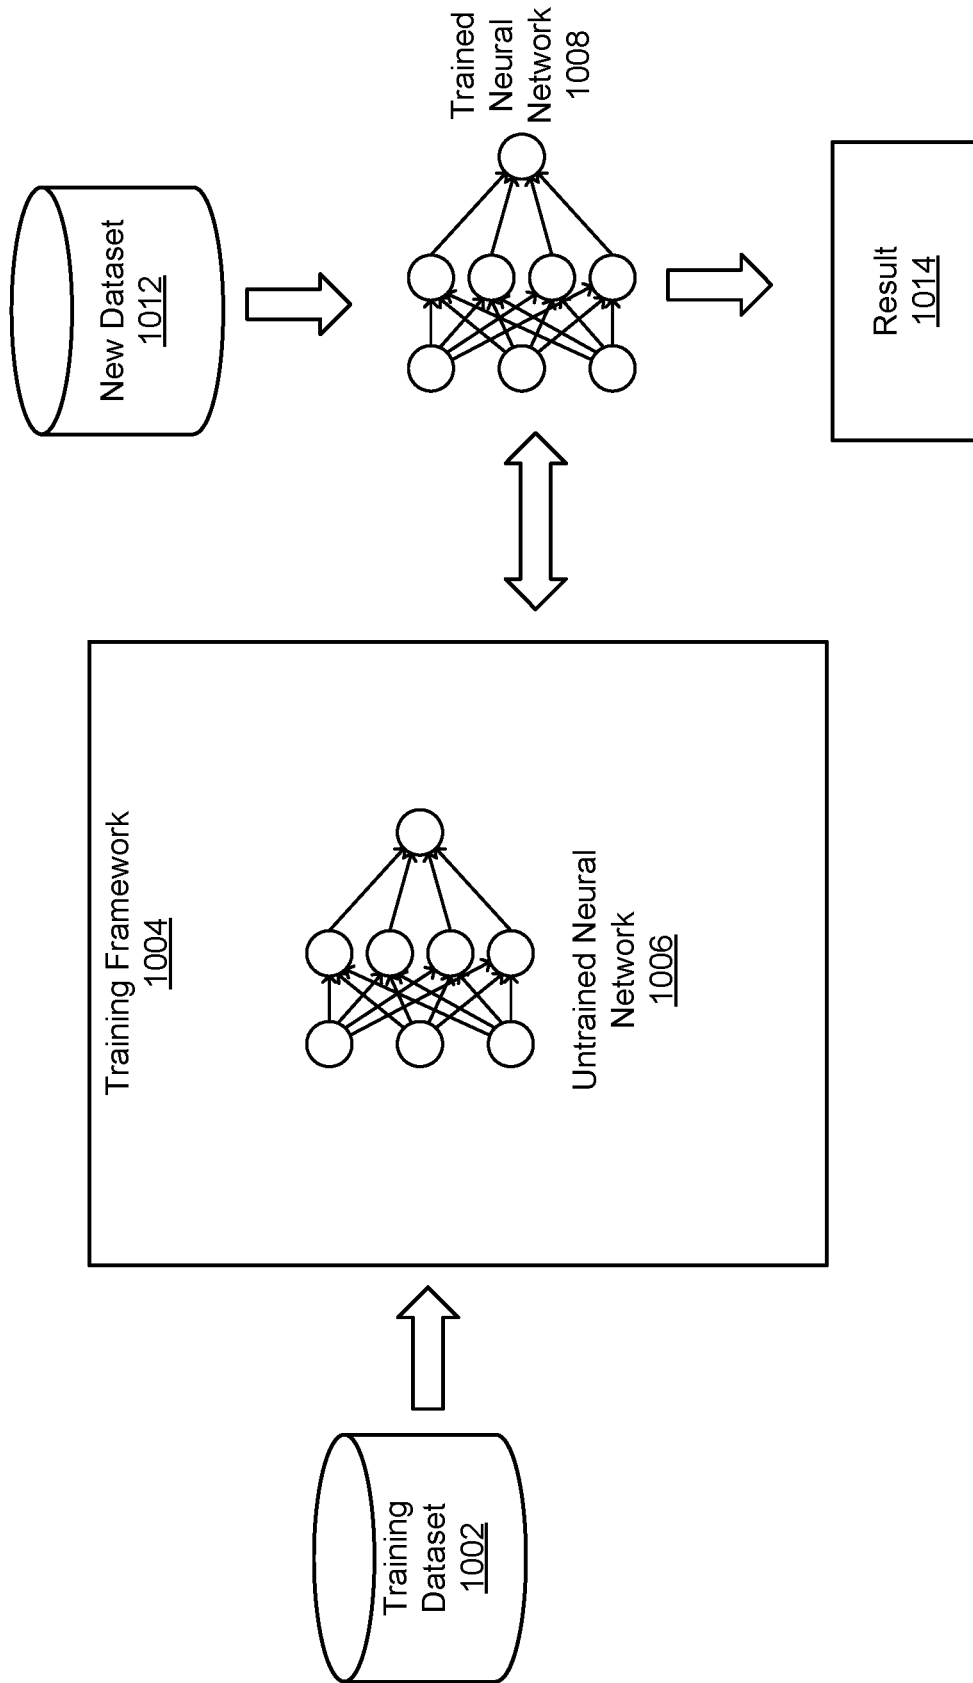 Training
Dataset
1002
Training Framework
1004
Untrained Neural
Network
1006
New Dataset
1012
Trained
Neural
Network
1008
Result
1014